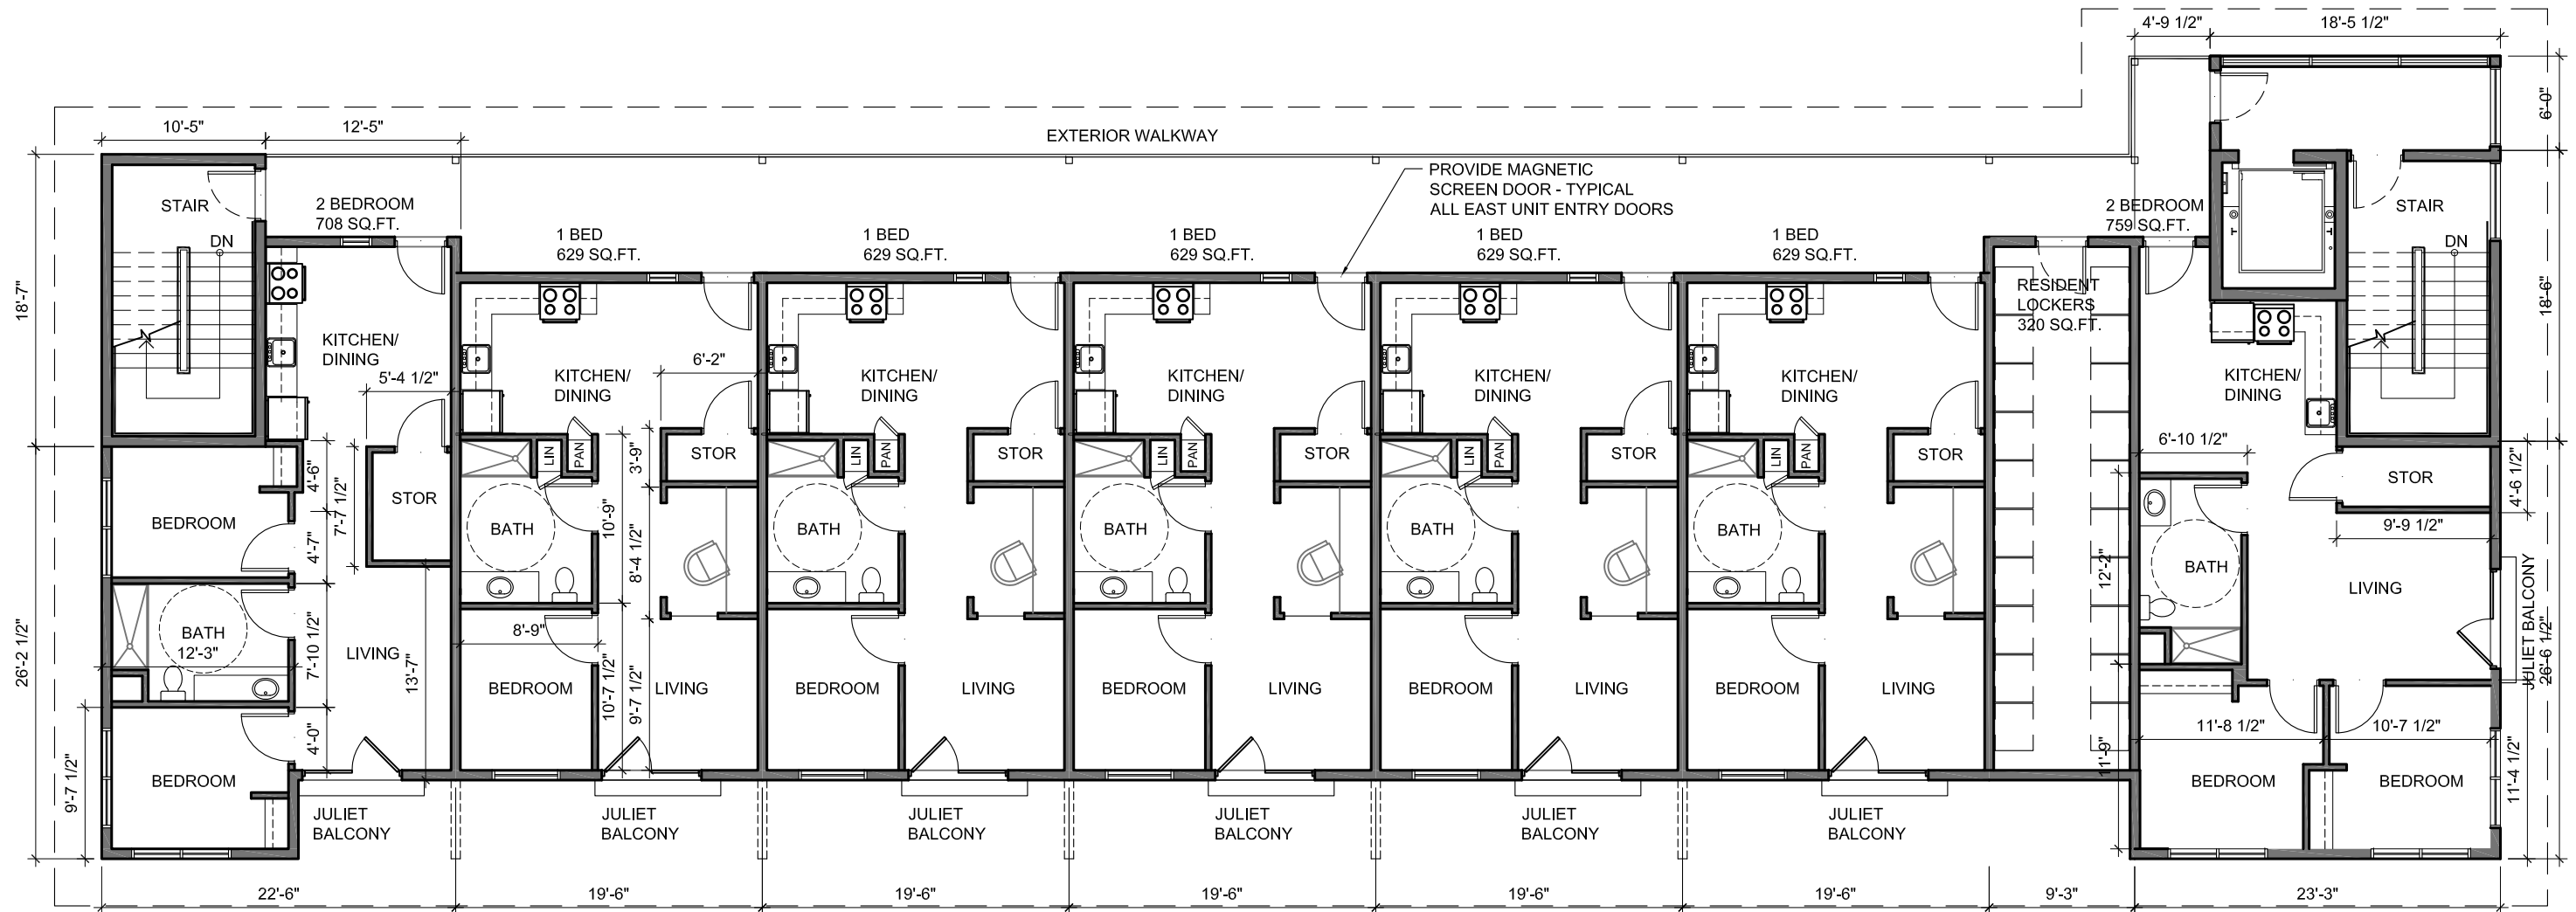 4'-9 1/2"
18'-5 1/2"
10'-5"
12'-5"
EXTERIOR WALKWAY
6'-0"
PROVIDE MAGNETIC
SCREEN DOOR - TYPICAL
ALL EAST UNIT ENTRY DOORS
STAIR
2 BEDROOM
708 SQ.FT.
DN
18'-7"
1 BED
629 SQ.FT.
1 BED
629 SQ.FT.
1 BED
629 SQ.FT.
1 BED
629 SQ.FT.
1 BED
629 SQ.FT.
2 BEDROOM
759 SQ.FT.
STAIR
DN
18'-6"
RESIDENT
LOCKERS
320 SQ.FT.
KITCHEN/
DINING
5'-4 1/2"
6'-2"
KITCHEN/
DINING
KITCHEN/
DINING
KITCHEN/
DINING
KITCHEN/
DINING
KITCHEN/
DINING
KITCHEN/
DINING
6'-10 1/2"
4'-6"
7'-7 1/2"
STOR
LIN
PAN
3'-9"
STOR
LIN
PAN
STOR
LIN
PAN
STOR
LIN
PAN
STOR
LIN
PAN
STOR
STOR
4'-6 1/2"
9'-9 1/2"
BEDROOM
4'-7"
BATH
10'-9"
8'-4 1/2"
BATH
BATH
BATH
BATH
12'-2"
BATH
LIVING
JULIET BALCONY
26'-6 1/2"
26'-2 1/2"
BATH
12'-3"
7'-10 1/2"
LIVING
13'-7"
8'-9"
BEDROOM
10'-7 1/2"
9'-7 1/2"
LIVING
BEDROOM
LIVING
BEDROOM
LIVING
BEDROOM
LIVING
BEDROOM
LIVING
11'-8 1/2"
10'-7 1/2"
4'-0"
9'-7 1/2"
BEDROOM
11'-9"
BEDROOM
BEDROOM
11'-4 1/2"
JULIET
BALCONY
JULIET
BALCONY
JULIET
BALCONY
JULIET
BALCONY
JULIET
BALCONY
JULIET
BALCONY
22'-6"
19'-6"
19'-6"
19'-6"
19'-6"
19'-6"
9'-3"
23'-3"